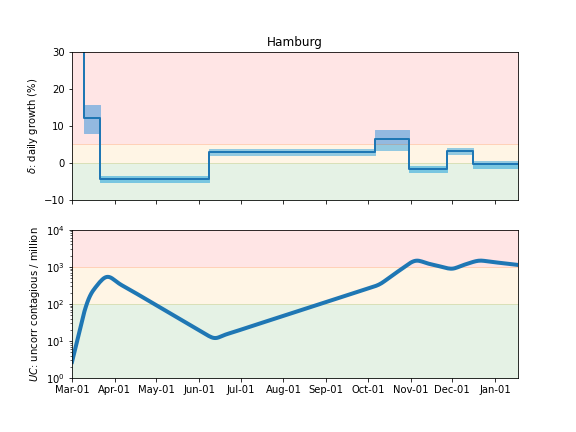 Hamburg
δ: daily growth (%)
30
20
10
0
−10
UC: uncorr contagious / million
10⁴
10³
10²
10¹
10⁰
Mar-01 Apr-01 May-01 Jun-01 Jul-01 Aug-01 Sep-01 Oct-01 Nov-01 Dec-01 Jan-01